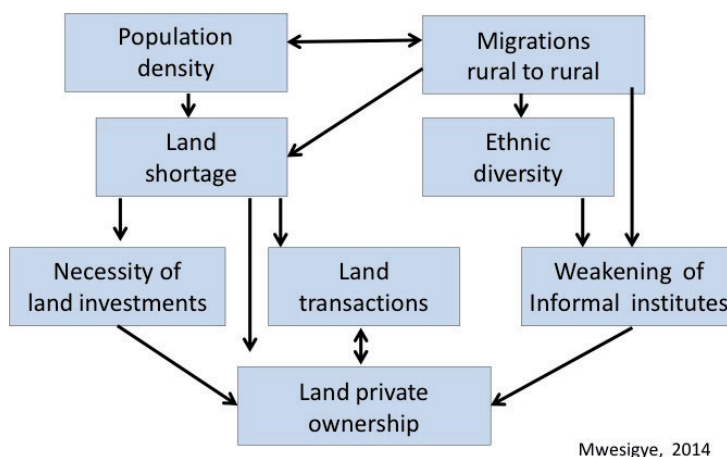 Population
density
Migrations
rural to rural
Land
shortage
Ethnic
diversity
Necessity of
land investments
Land
transactions
Weakening of
Informal institutes
Land private
ownership
Mwesigye, 2014